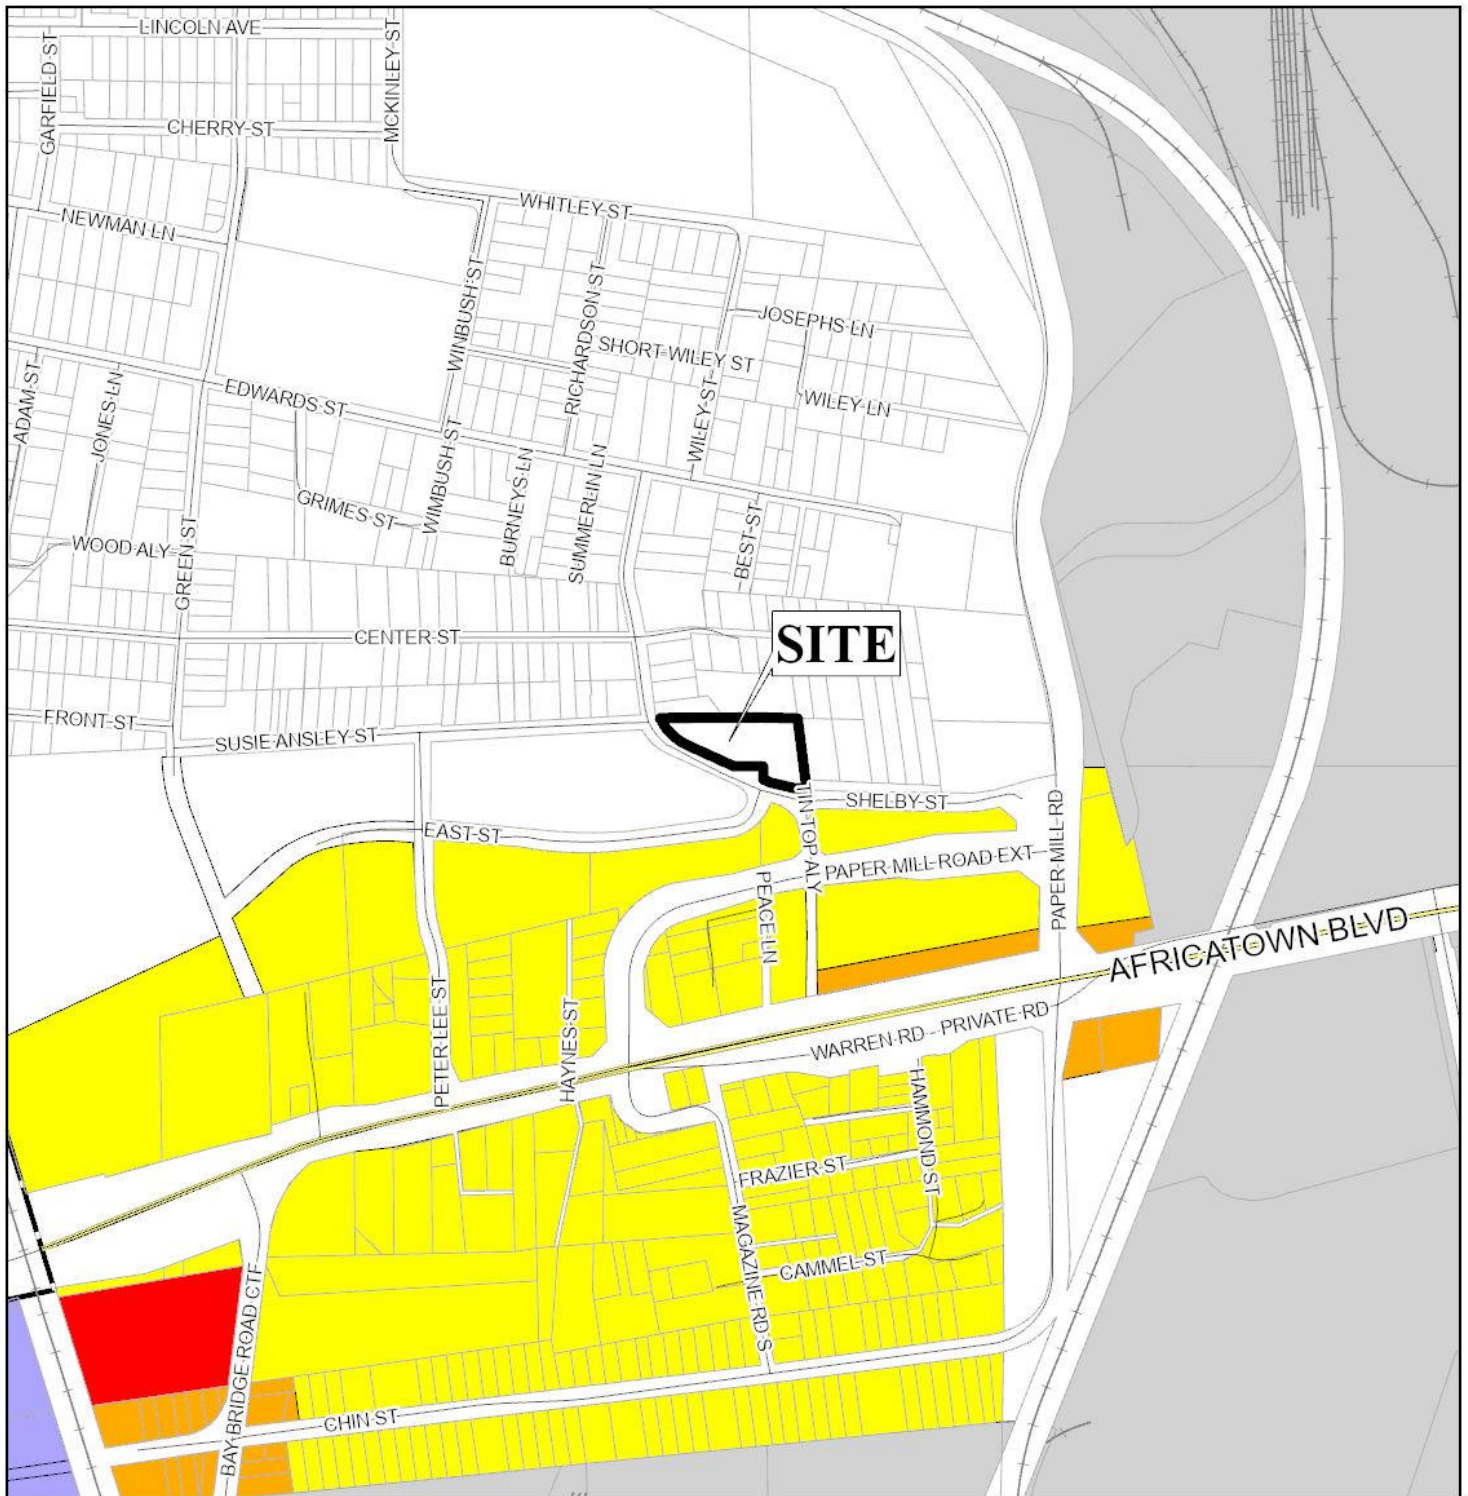 LINCOLN AVE
GARFIELD ST
MCKINLEY ST
CHERRY ST
NEWMAN LN
WHITLEY ST
WINBUSH ST
RICHARDSON ST
JOSEPHS LN
SHORT WILEY ST
WILEY ST
WILEY LN
ADAM ST
JONES LN
EDWARDS ST
WIMBUSH ST
BURNEYS LN
SUMMERLIN LN
GRIMES ST
BEST ST
WOOD ALY
GREEN ST
CENTER ST
SITE
FRONT ST
SUSIE ANSLEY ST
EAST ST
TIN TOP ALY
SHELBY ST
PAPER MILL RD
PAPER MILL ROAD EXT
PEACE LN
AFRICATOWN BLVD
PETER LEE ST
HAYNES ST
WARREN RD - PRIVATE RD
HAMMOND ST
FRAZIER ST
MAGAZINE RD S
CAMMEL ST
BAY BRIDGE ROAD CTF
CHIN ST